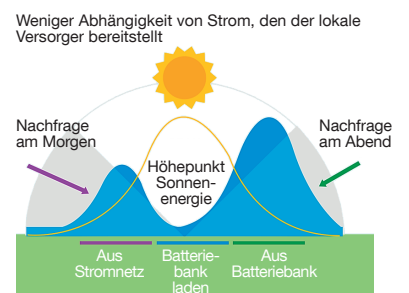 Weniger Abhängigkeit von Strom, den der lokale
Versorger bereitstellt
Nachfrage
am Morgen
Nachfrage
am Abend
Höhepunkt
Sonnen-
energie
Aus
Stromnetz
Batterie-
bank
laden
Aus
Batteriebank